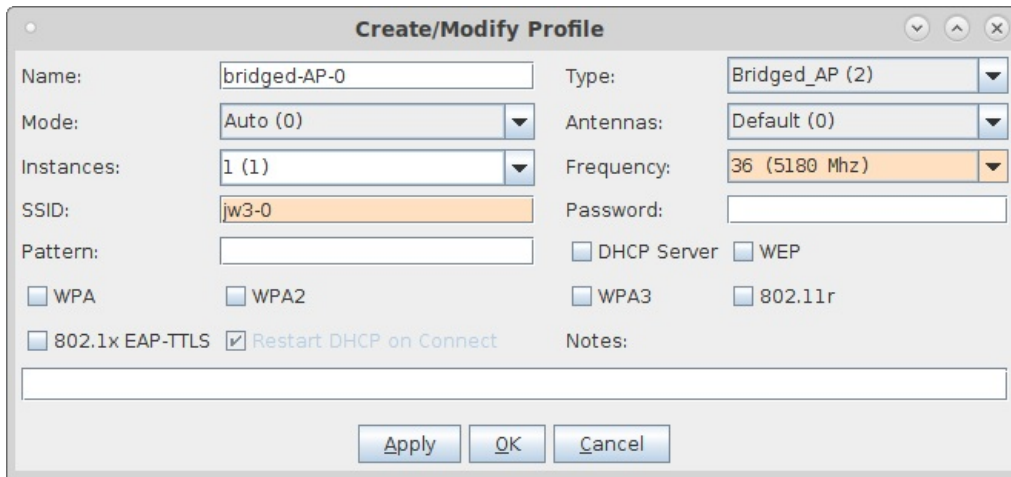 Create/Modify Profile
Name: bridged-AP-0 Type: Bridged_AP (2)
Mode: Auto (0) Antennas: Default (0)
Instances: 1 (1) Frequency: 36 (5180 Mhz)
SSID: jw3-0 Password:
Pattern: DHCP Server WEP
WPA WPA2 WPA3 802.11r
802.1x EAP-TTLS Restart DHCP on Connect Notes:
Apply OK Cancel